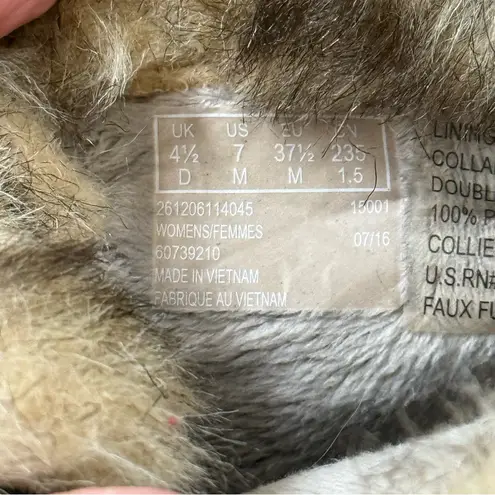 UK US EU CN
4½ 7 37½ 235
D M M 1.5
261206114045 15001
WOMENS/FEMMES 07/16
60739210
MADE IN VIETNAM
FABRIQUE AU VIETNAM
LINING
COLLA
DOUBL
100% P
COLLIE
U.S.RN#
FAUX FU